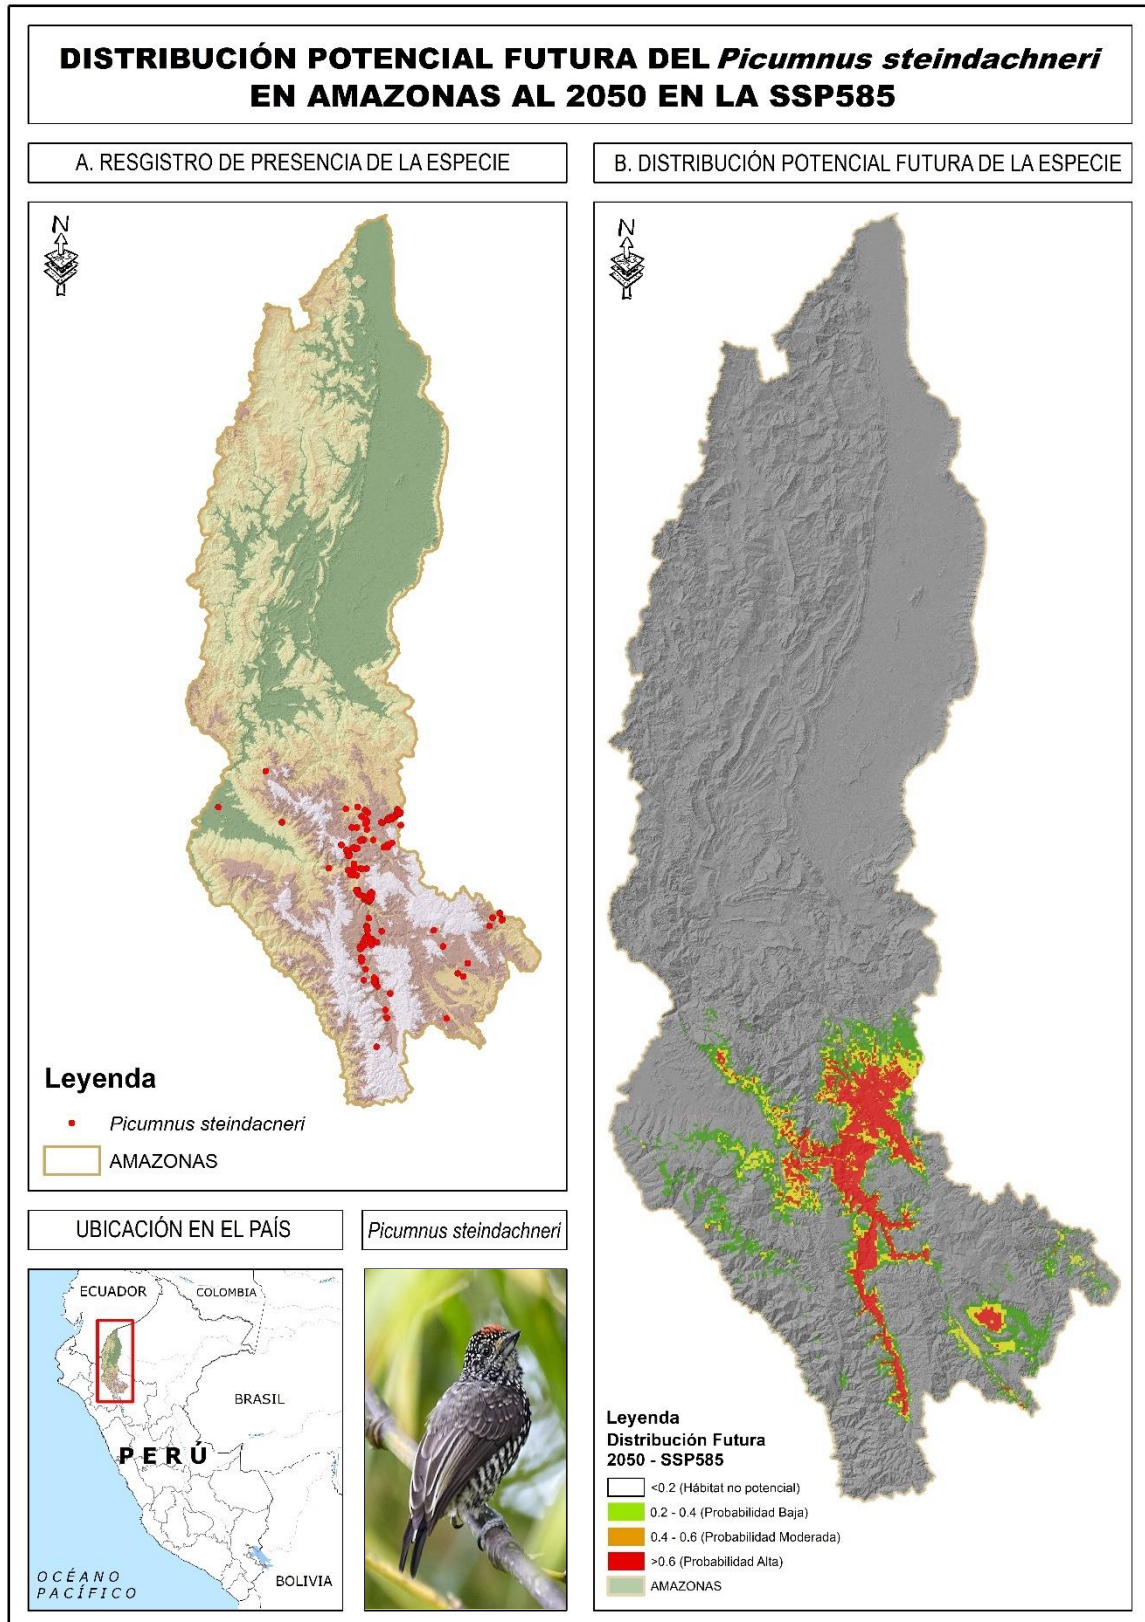 DISTRIBUCIÓN POTENCIAL FUTURA DEL Picumnus steindachneri
EN AMAZONAS AL 2050 EN LA SSP585
A. RESGISTRO DE PRESENCIA DE LA ESPECIE
B. DISTRIBUCIÓN POTENCIAL FUTURA DE LA ESPECIE
N
N
Leyenda
Picumnus steindacneri
AMAZONAS
UBICACIÓN EN EL PAÍS
Picumnus steindachneri
ECUADOR
COLOMBIA
BRASIL
PERÚ
OCÉANO
PACÍFICO
BOLIVIA
Leyenda
Distribución Futura
2050 - SSP585
<0.2 (Hábitat no potencial)
0.2 - 0.4 (Probabilidad Baja)
0.4 - 0.6 (Probabilidad Moderada)
>0.6 (Probabilidad Alta)
AMAZONAS